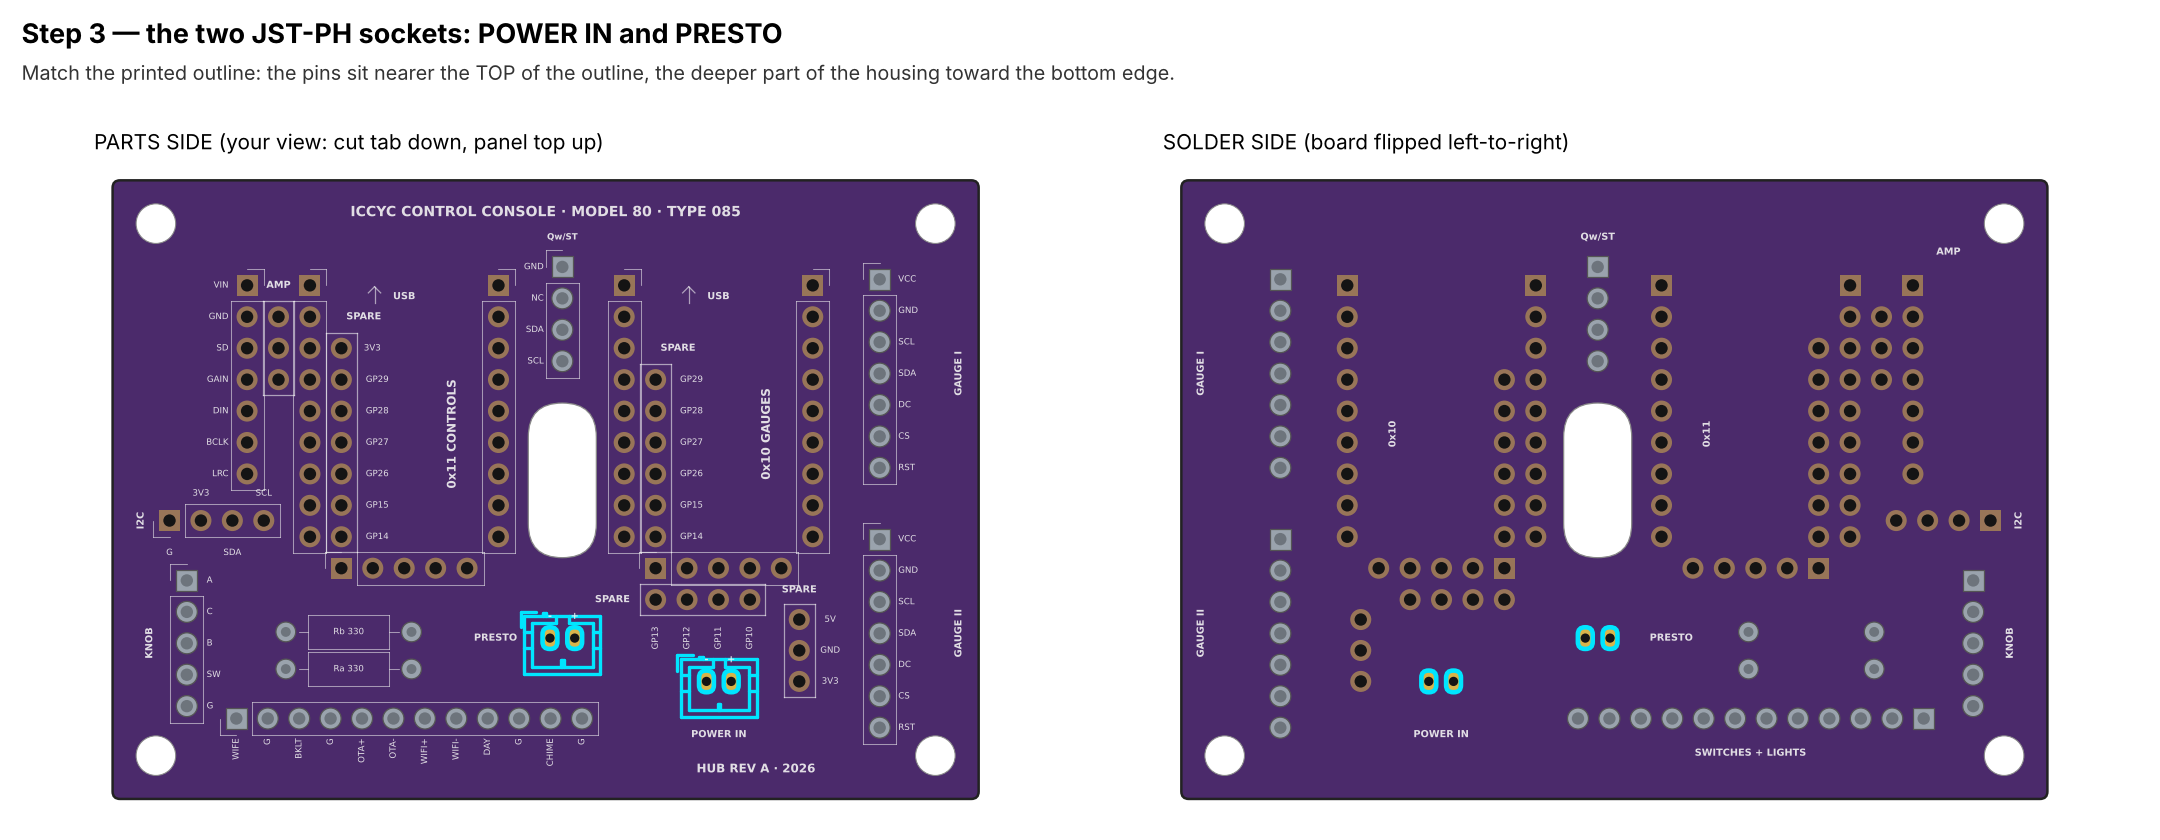 Step 3 — the two JST-PH sockets: POWER IN and PRESTO
Match the printed outline: the pins sit nearer the TOP of the outline, the deeper part of the housing toward the bottom edge.
PARTS SIDE (your view: cut tab down, panel top up)
ICCYC CONTROL CONSOLE · MODEL 80 · TYPE 085
Qw/ST
GND
NC
SDA
SCL
VIN
AMP
GND
SD
GAIN
DIN
BCLK
LRC
USB
SPARE
3V3
GP29
GP28
GP27
GP26
GP15
GP14
0x11 CONTROLS
USB
SPARE
GP29
GP28
GP27
GP26
GP15
GP14
0x10 GAUGES
VCC
GND
SCL
SDA
DC
CS
RST
GAUGE I
3V3
SCL
I2C
G
SDA
KNOB
A
C
B
SW
G
Rb 330
Ra 330
PRESTO
- +
SPARE
GP13
GP12
GP11
GP10
SPARE
5V
GND
3V3
- +
POWER IN
VCC
GND
SCL
SDA
DC
CS
RST
GAUGE II
WIFE
G
BKLT
G
OTA+
OTA-
WIFI+
WIFI-
DAY
G
CHIME
G
HUB REV A · 2026
SOLDER SIDE (board flipped left-to-right)
Qw/ST
AMP
GAUGE I
0x10
0x11
I2C
GAUGE II
PRESTO
KNOB
POWER IN
SWITCHES + LIGHTS